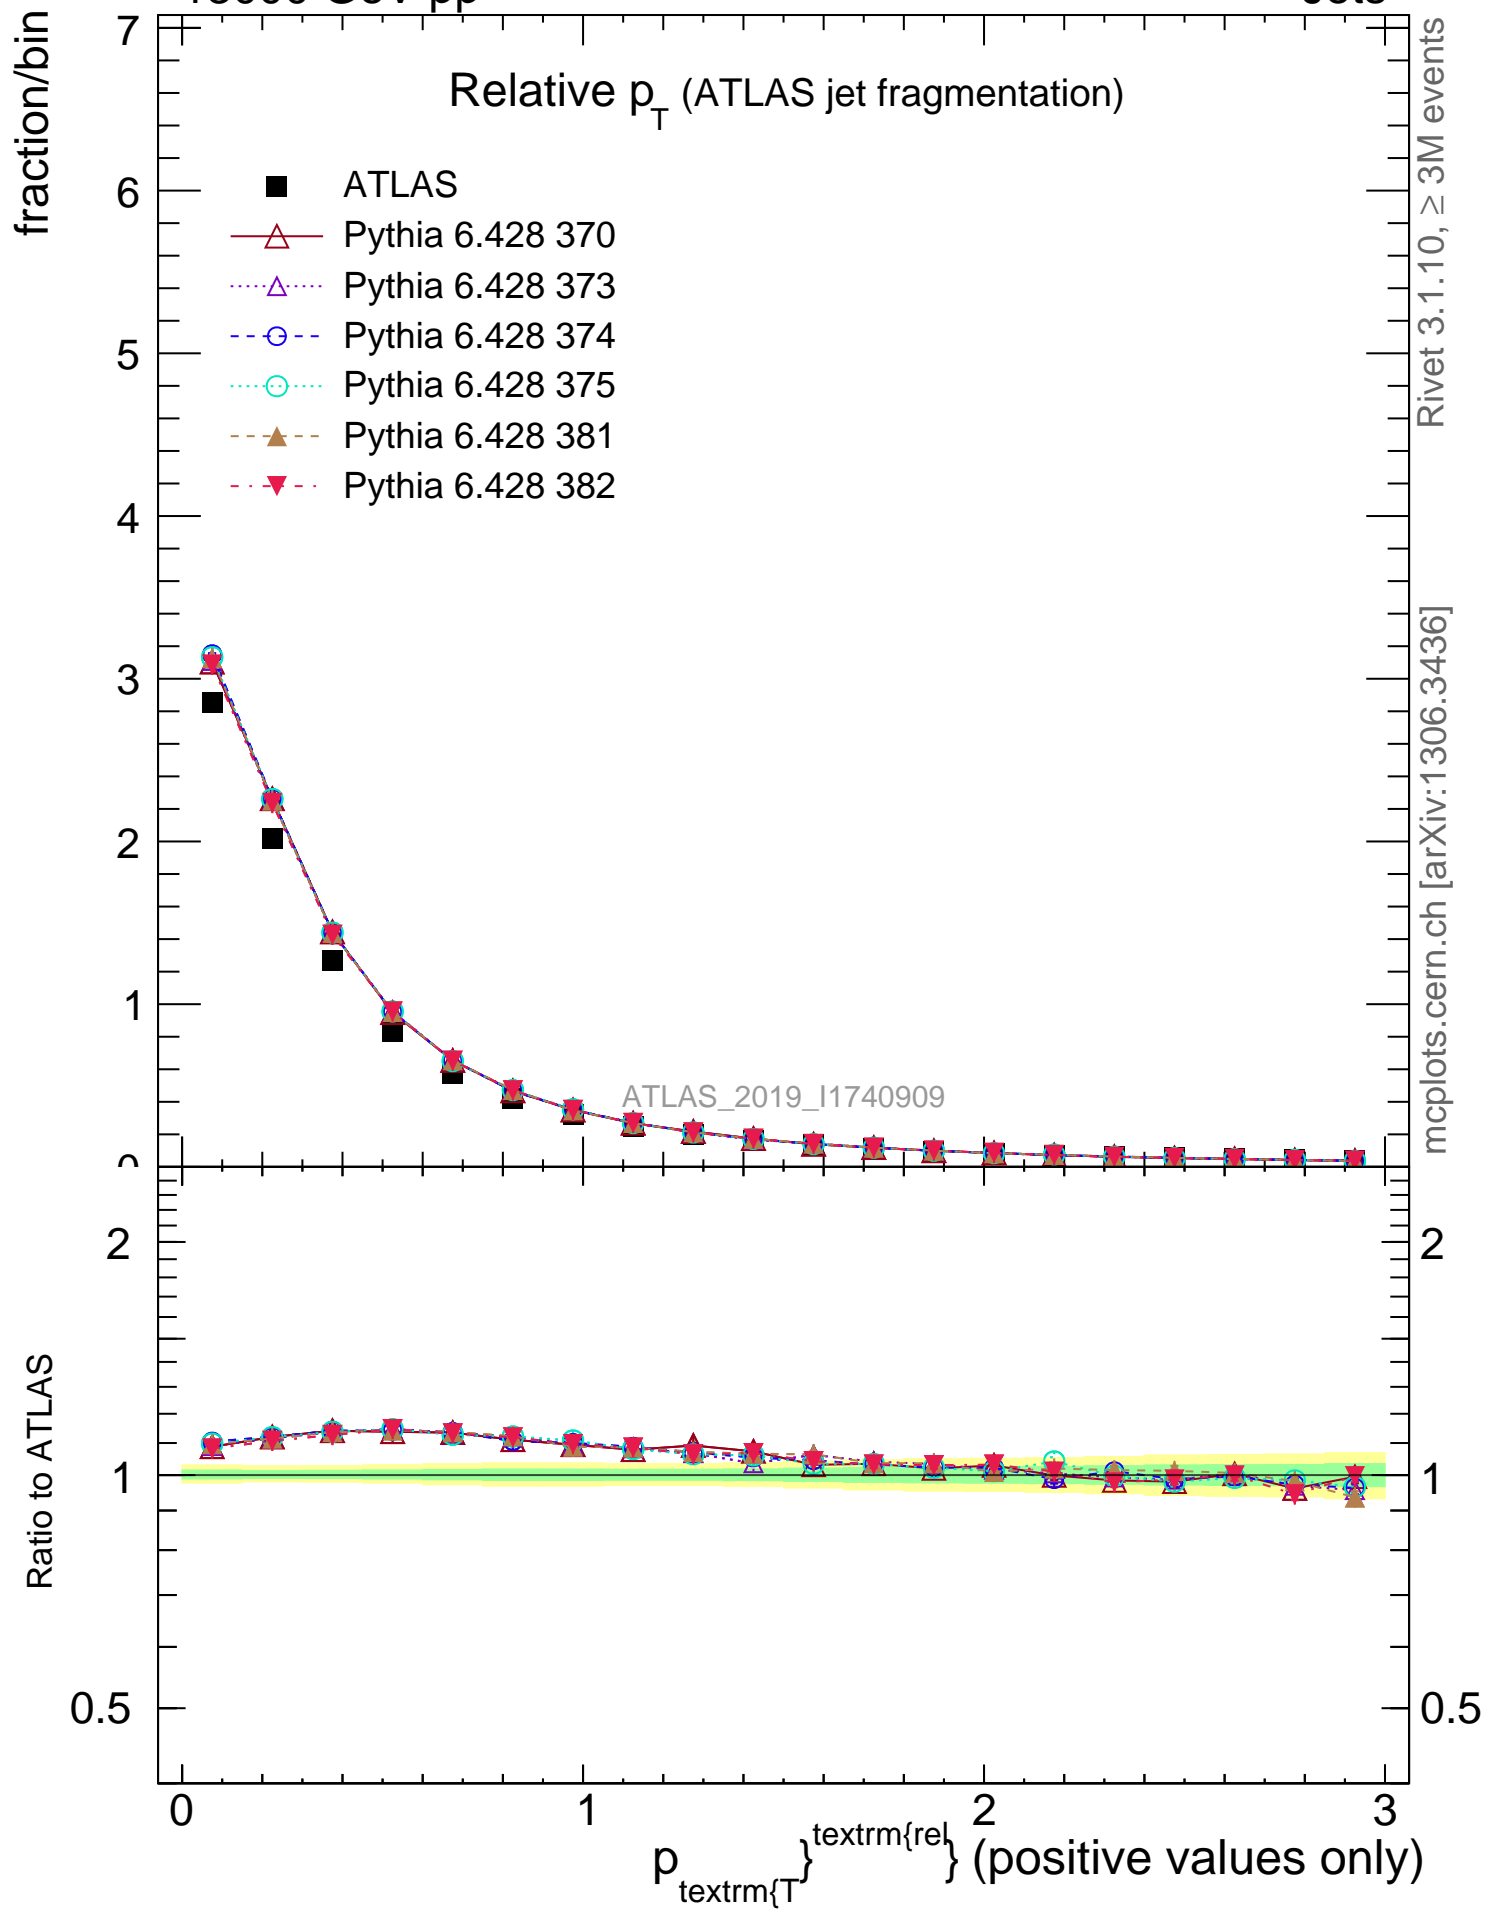 fraction/bin
Relative p_T (ATLAS jet fragmentation)
ATLAS
Pythia 6.428 370
Pythia 6.428 373
Pythia 6.428 374
Pythia 6.428 375
Pythia 6.428 381
Pythia 6.428 382
7
6
5
4
3
2
1
0
ATLAS_2019_I1740909
Rivet 3.1.10, ≥ 3M events
mcplots.cern.ch [arXiv:1306.3436]
Ratio to ATLAS
2
1
0.5
2
1
0.5
0 1 2 3
p_textrm{T}^textrm{rel} (positive values only)